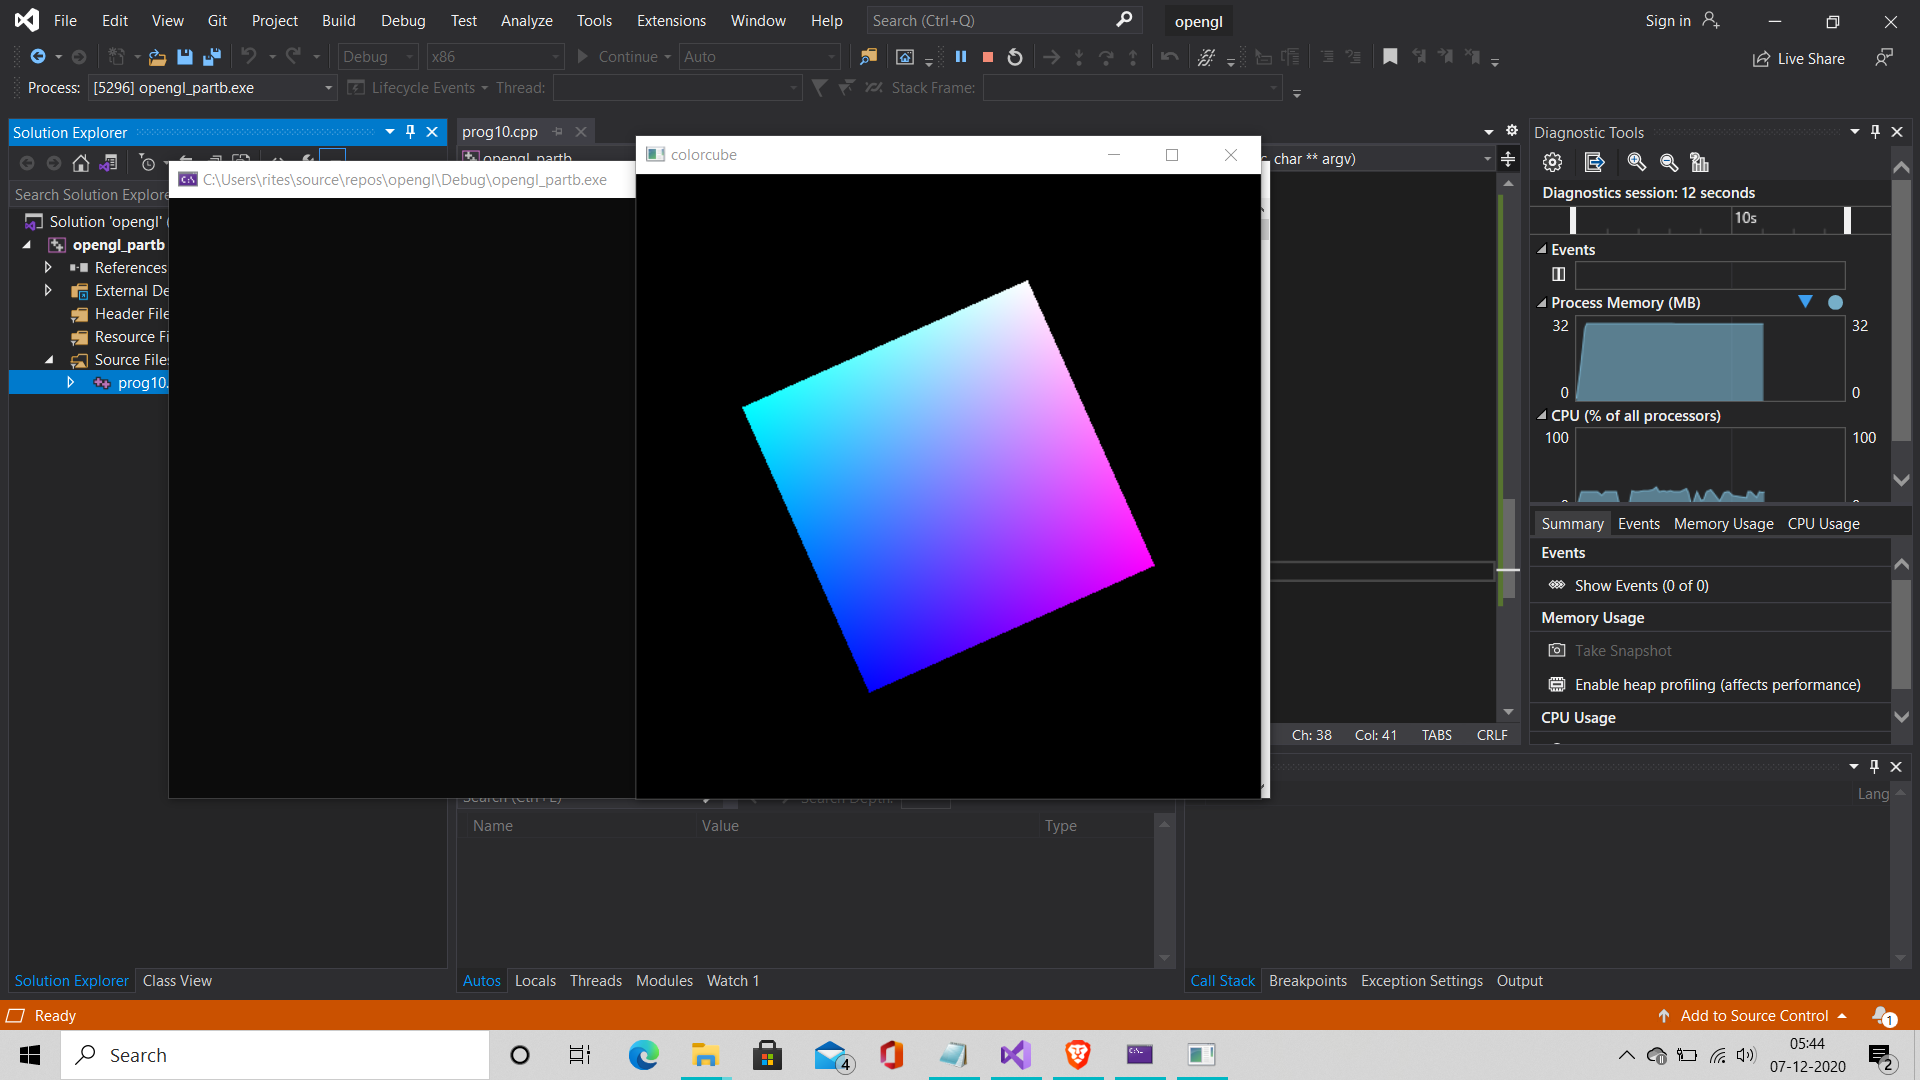 File Edit View Git Project Build Debug Test Analyze Tools Extensions Window Help Search (Ctrl+Q) opengl Sign in
Debug x86 Continue Auto Live Share
Process: [5296] opengl_partb.exe Lifecycle Events Thread: Stack Frame:
Solution Explorer
prog10.cpp
colorcube
Diagnostic Tools
opengl_partb
char ** argv)
C:\Users\rites\source\repos\opengl\Debug\opengl_partb.exe
Search Solution Explore
Diagnostics session: 12 seconds
10s
Solution 'opengl' (
opengl_partb
References
External De
Header File
Resource Fi
Source Files
prog10.
Events
Process Memory (MB)
32 32
0 0
CPU (% of all processors)
100 100
Summary Events Memory Usage CPU Usage
Events
Show Events (0 of 0)
Memory Usage
Take Snapshot
Enable heap profiling (affects performance)
CPU Usage
Ch: 38 Col: 41 TABS CRLF
Search (Ctrl+E) Search Depth:
Name Value Type
Lang
Solution Explorer Class View
Autos Locals Threads Modules Watch 1
Call Stack Breakpoints Exception Settings Output
Ready
Add to Source Control 1
Search
4
05:44
07-12-2020
2